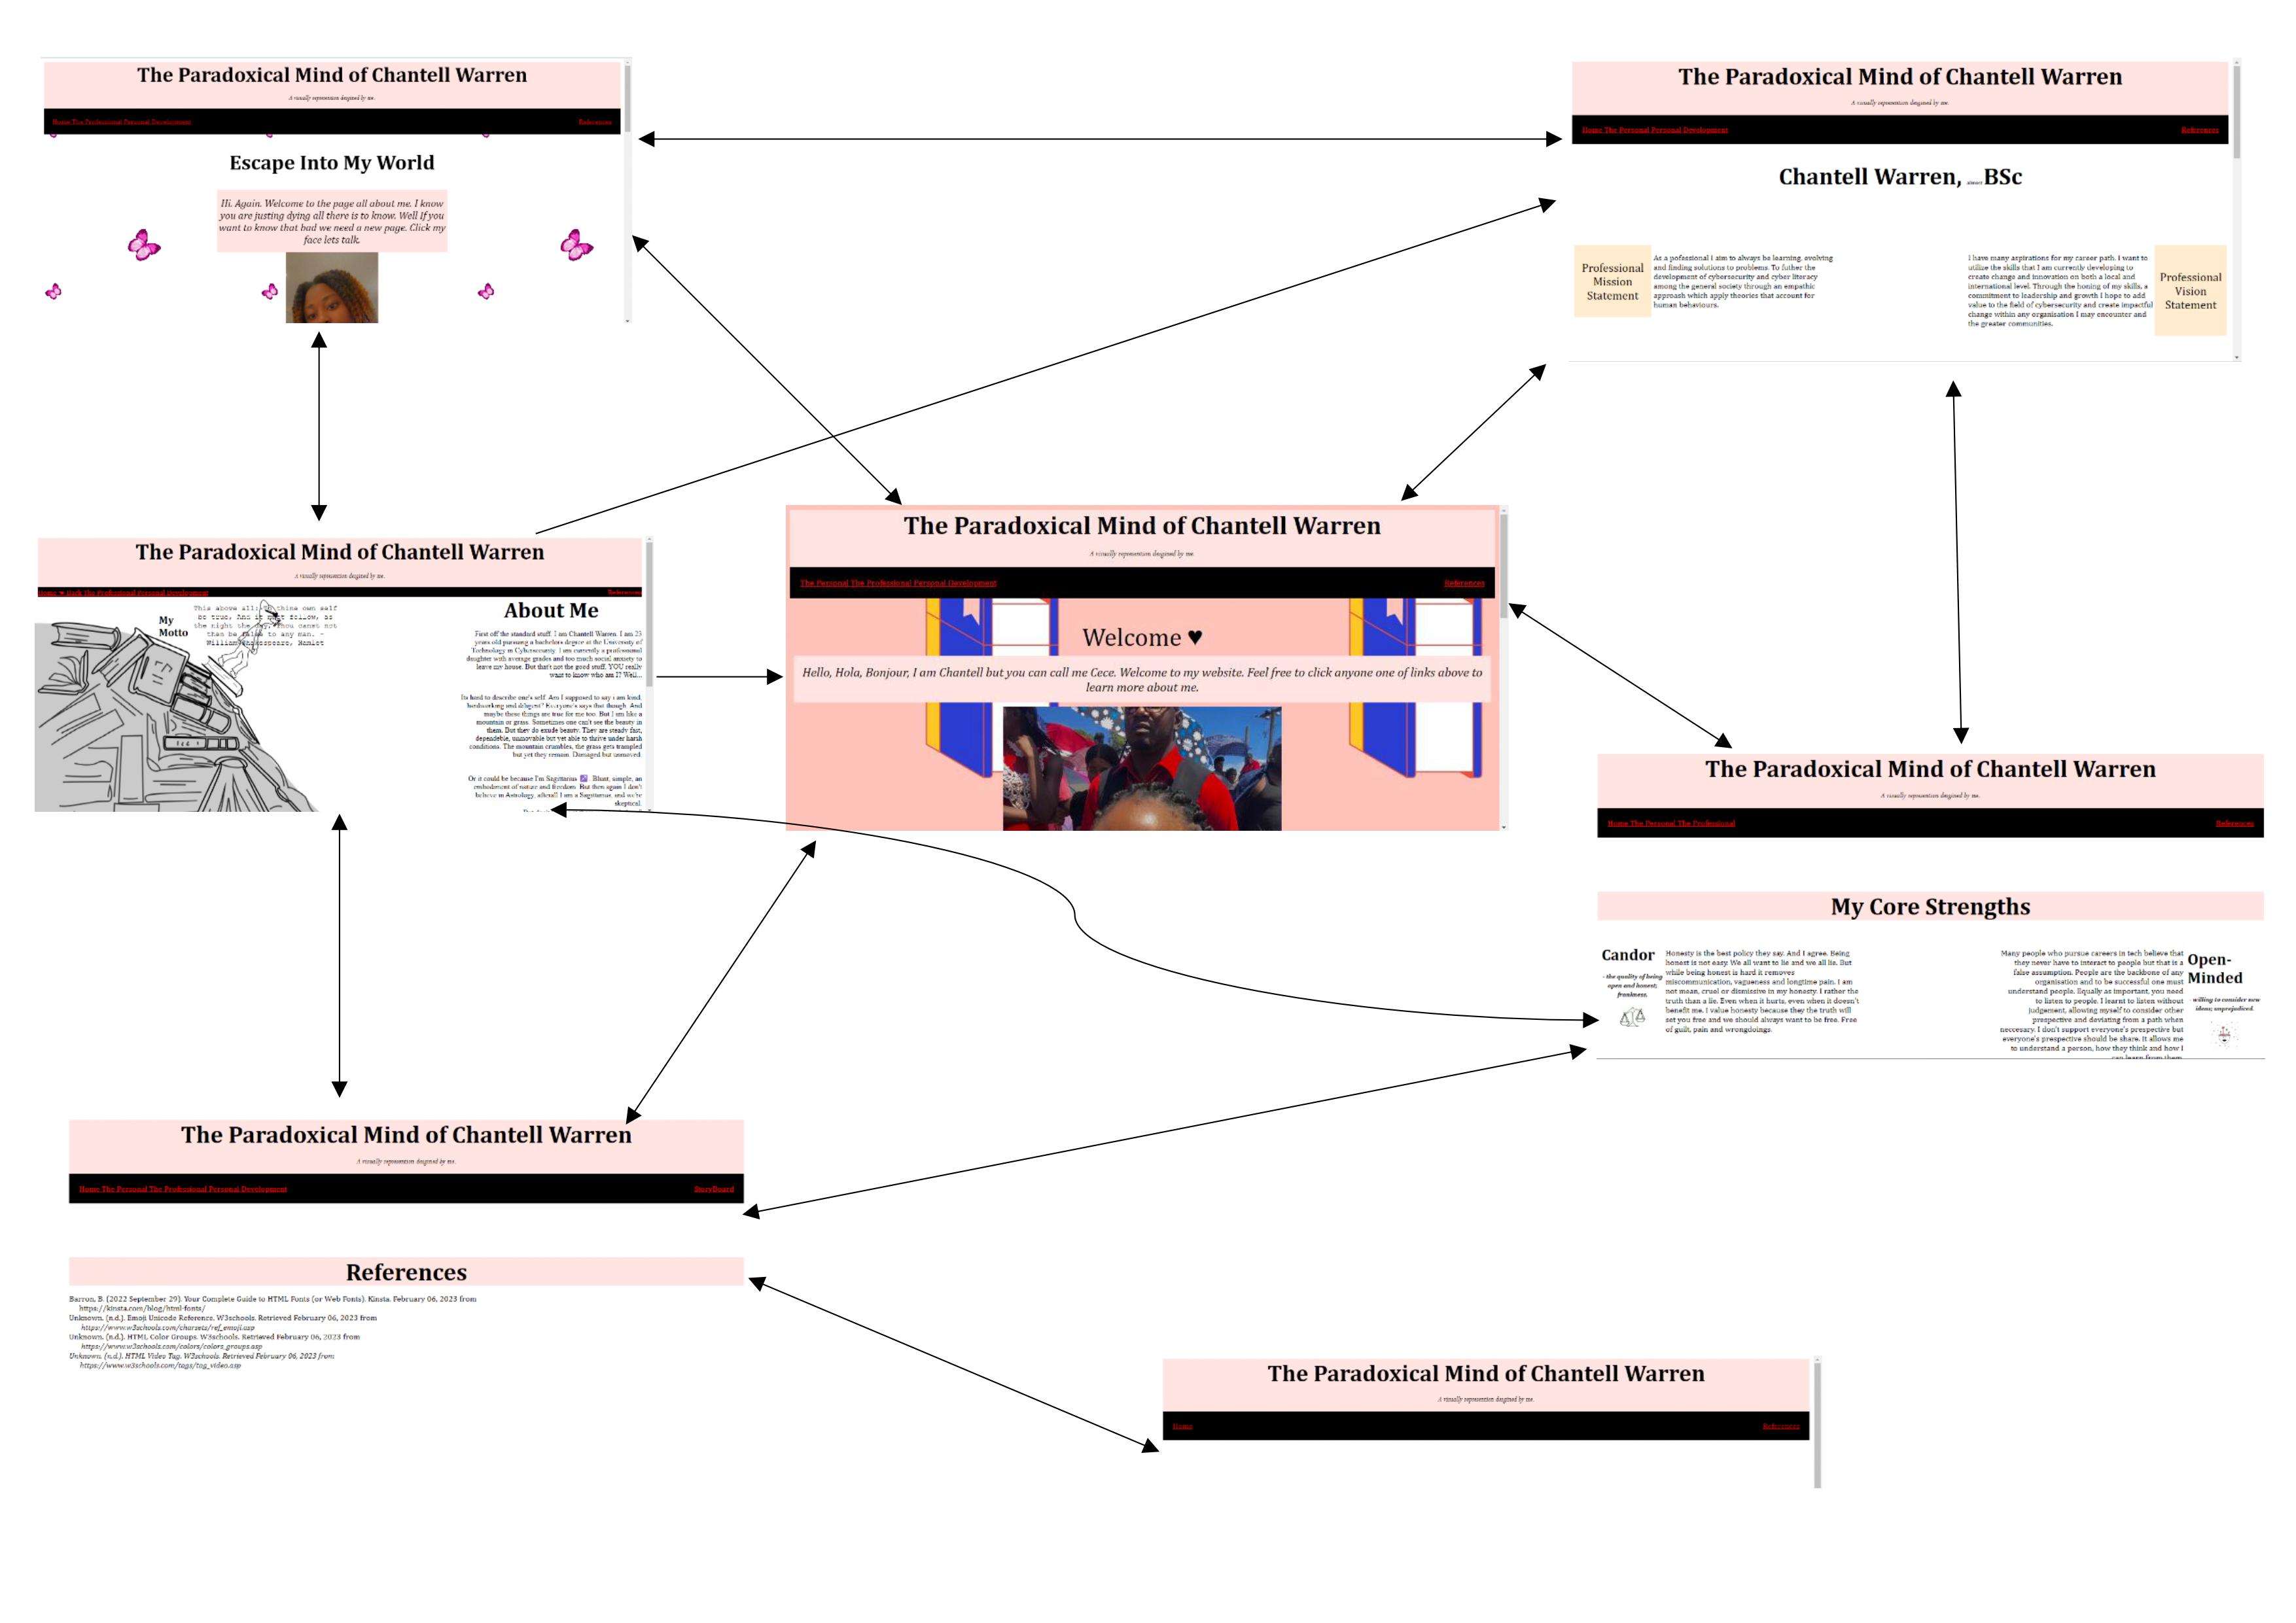 The Paradoxical Mind of Chantell Warren
A visually represention designed by me.
Home The Professional Personal Development
References
Escape Into My World
Hi. Again. Welcome to the page all about me. I know
you are justing dying all there is to know. Well If you
want to know that bad we need a new page. Click my
face lets talk.
The Paradoxical Mind of Chantell Warren
A visually represention designed by me.
Home The Personal Personal Development
References
Chantell Warren, almost BSc
Professional
Mission
Statement
As a pofessional I aim to always be learning, evolving
and finding solutions to problems. To futher the
development of cybersecurity and cyber literacy
among the general society through an empathic
approach which apply theories that account for
human behaviours.
I have many aspirations for my career path. I want to
utilize the skills that I am currently developing to
create change and innovation on both a local and
international level. Through the honing of my skills, a
commitment to leadership and growth I hope to add
value to the field of cybersecurity and create impactful
change within any organisation I may encounter and
the greater communities.
Professional
Vision
Statement
The Paradoxical Mind of Chantell Warren
A visually represention designed by me.
Home ❤ Back The Professional Personal Development
References
My
Motto
This above all: To thine own self
be true, And it must follow, as
the night the day, Thou canst not
then be false to any man. -
William Shakespeare, Hamlet
About Me
First off the standard stuff. I am Chantell Warren. I am 23
years old pursuing a bachelors degree at the University of
Technology in Cybersecurity. I am currently a professional
daughter with average grades and too much social anxiety to
leave my house. But that's not the good stuff. YOU really
want to know who am I? Well...
Its hard to describe one's self. Am I supposed to say i am kind,
hardworking and diligent? Everyone's says that though. And
maybe these things are true for me too. But I am like a
mountain or grass. Sometimes one can't see the beauty in
them. But they do exude beauty. They are steady fast,
dependable, unmovable but yet able to thrive under harsh
conditions. The mountain crumbles, the grass gets trampled
but yet they remain. Damaged but unmoved.
Or it could be because I'm Sagittarius ♐. Blunt, simple, an
embodiment of nature and freedom. But then again I don't
believe in Astrology, afterall I am a Sagittarius, and we're
skeptical.
The Paradoxical Mind of Chantell Warren
A visually represention designed by me.
The Personal The Professional Personal Development
References
Welcome ♥
Hello, Hola, Bonjour, I am Chantell but you can call me Cece. Welcome to my website. Feel free to click anyone one of links above to
learn more about me.
The Paradoxical Mind of Chantell Warren
A visually represention designed by me.
Home The Personal The Professional
References
My Core Strengths
Candor
- the quality of being
open and honest;
frankness.
Honesty is the best policy they say. And I agree. Being
honest is not easy. We all want to lie and we all lie. But
while being honest is hard it removes
miscommunication, vagueness and longtime pain. I am
not mean, cruel or dismissive in my honesty. I rather the
truth than a lie. Even when it hurts, even when it doesn't
benefit me. I value honesty because they the truth will
set you free and we should always want to be free. Free
of guilt, pain and wrongdoings.
Many people who pursue careers in tech believe that
they never have to interact to people but that is a
false assumption. People are the backbone of any
organisation and to be successful one must
understand people. Equally as important, you need
to listen to people. I learnt to listen without
judgement, allowing myself to consider other
prespective and deviating from a path when
neccesary. I don't support everyone's prespective but
everyone's prespective should be share. It allows me
to understand a person, how they think and how I
can learn from them.
Open-
Minded
- willing to consider new
ideas; unprejudiced.
The Paradoxical Mind of Chantell Warren
A visually represention designed by me.
Home The Personal The Professional Personal Development
StoryBoard
References
Barron, B. (2022 September 29). Your Complete Guide to HTML Fonts (or Web Fonts). Kinsta. February 06, 2023 from
https://kinsta.com/blog/html-fonts/
Unknown. (n.d.). Emoji Unicode Reference. W3schools. Retrieved February 06, 2023 from
https://www.w3schools.com/charsets/ref_emoji.asp
Unknown. (n.d.). HTML Color Groups. W3schools. Retrieved February 06, 2023 from
https://www.w3schools.com/colors/colors_groups.asp
Unknown. (n.d.). HTML Video Tag. W3schools. Retrieved February 06, 2023 from
https://www.w3schools.com/tags/tag_video.asp
The Paradoxical Mind of Chantell Warren
A visually represention designed by me.
Home
References